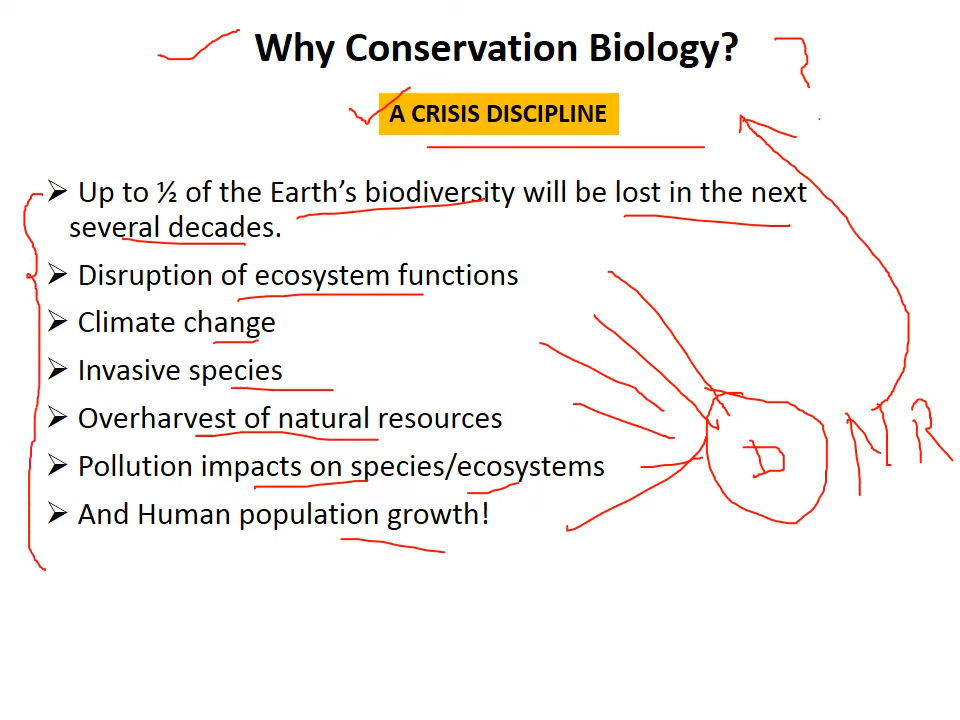 Why Conservation Biology?
A CRISIS DISCIPLINE
➢ Up to ½ of the Earth's biodiversity will be lost in the next
several decades.
➢ Disruption of ecosystem functions
➢ Climate change
➢ Invasive species
➢ Overharvest of natural resources
➢ Pollution impacts on species/ecosystems
➢ And Human population growth!
D
NR